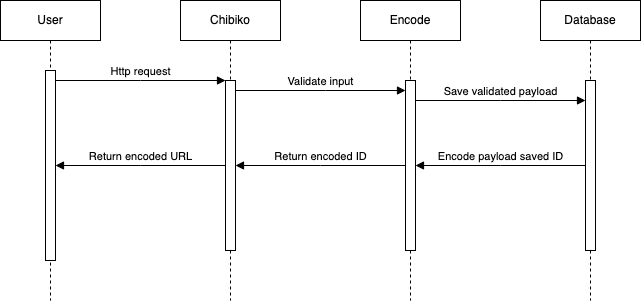 User
Chibiko
Encode
Database
Http request
Validate input
Save validated payload
Return encoded URL
Return encoded ID
Encode payload saved ID